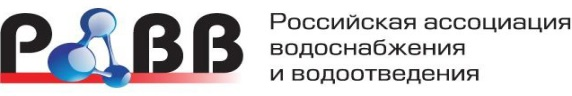 РАВВ
Российская ассоциация
водоснабжения
и водоотведения